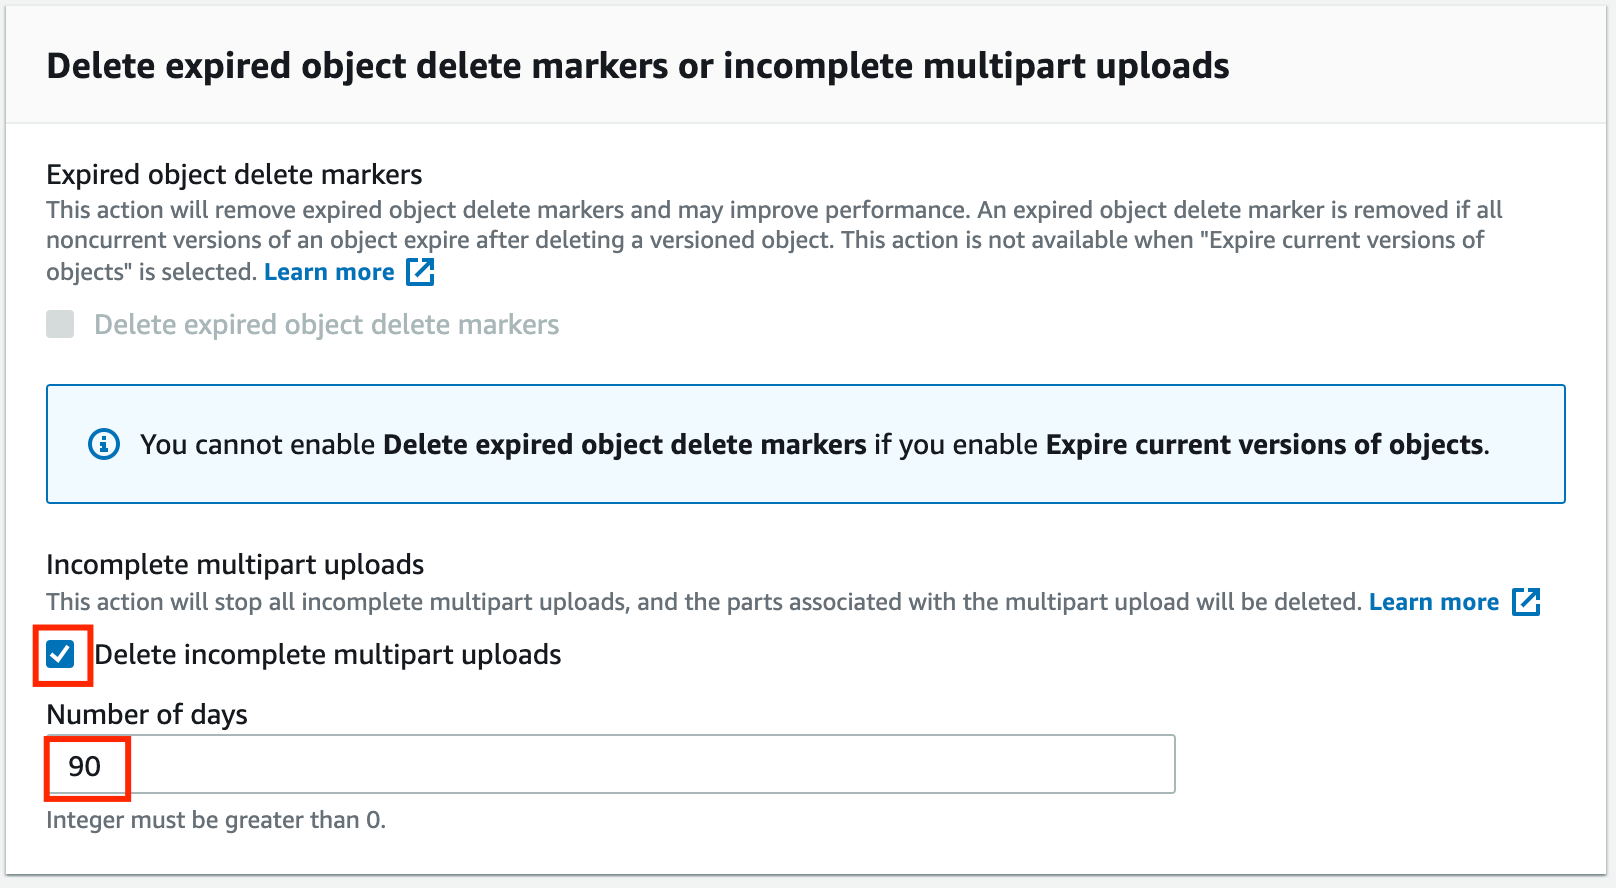 Delete expired object delete markers or incomplete multipart uploads
Expired object delete markers
This action will remove expired object delete markers and may improve performance. An expired object delete marker is removed if all
noncurrent versions of an object expire after deleting a versioned object. This action is not available when "Expire current versions of
objects" is selected. Learn more
Delete expired object delete markers
You cannot enable Delete expired object delete markers if you enable Expire current versions of objects.
Incomplete multipart uploads
This action will stop all incomplete multipart uploads, and the parts associated with the multipart upload will be deleted. Learn more
Delete incomplete multipart uploads
Number of days
90
Integer must be greater than 0.